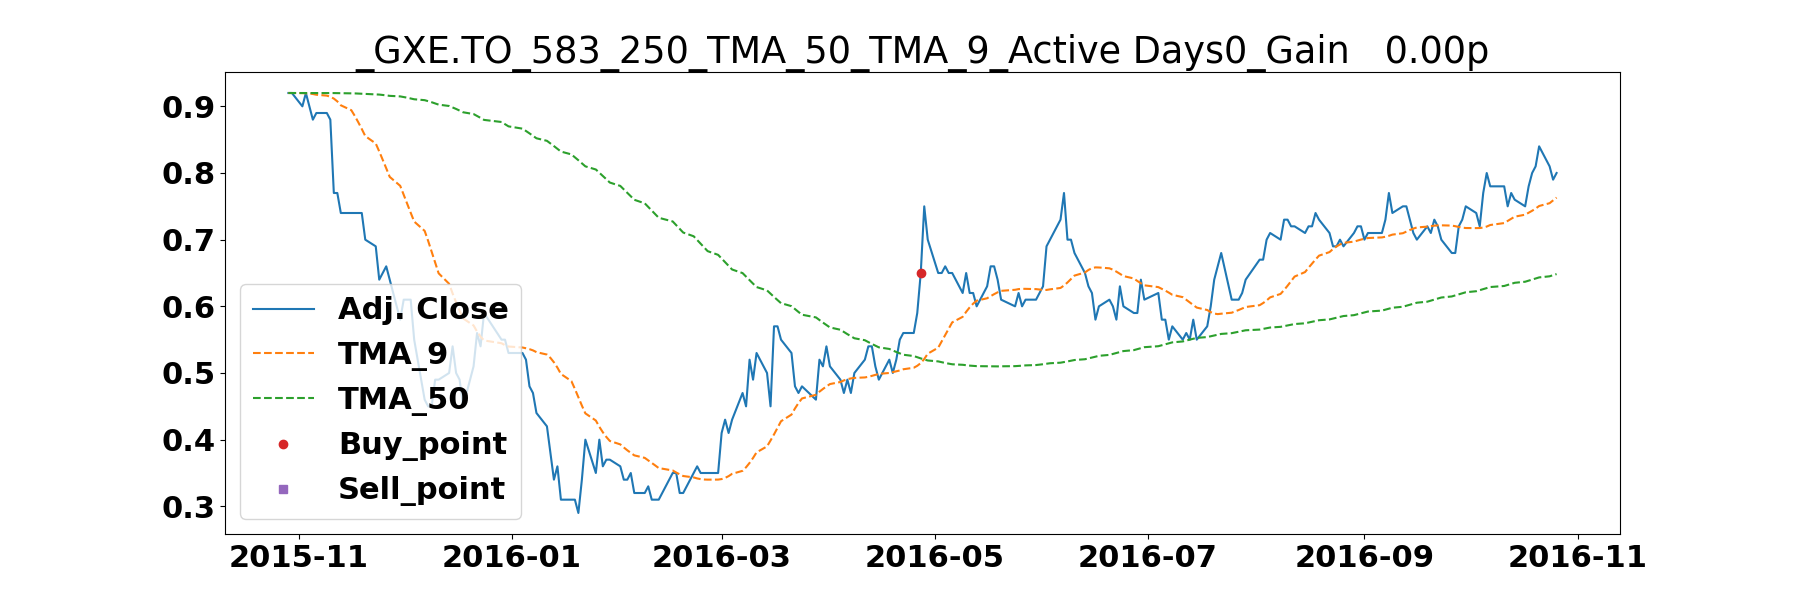 _GXE.TO_583_250_TMA_50_TMA_9_Active Days0_Gain   0.00p
0.9
0.8
0.7
0.6
0.5
0.4
0.3
Adj. Close
TMA_9
TMA_50
Buy_point
Sell_point
2015-11 2016-01 2016-03 2016-05 2016-07 2016-09 2016-11